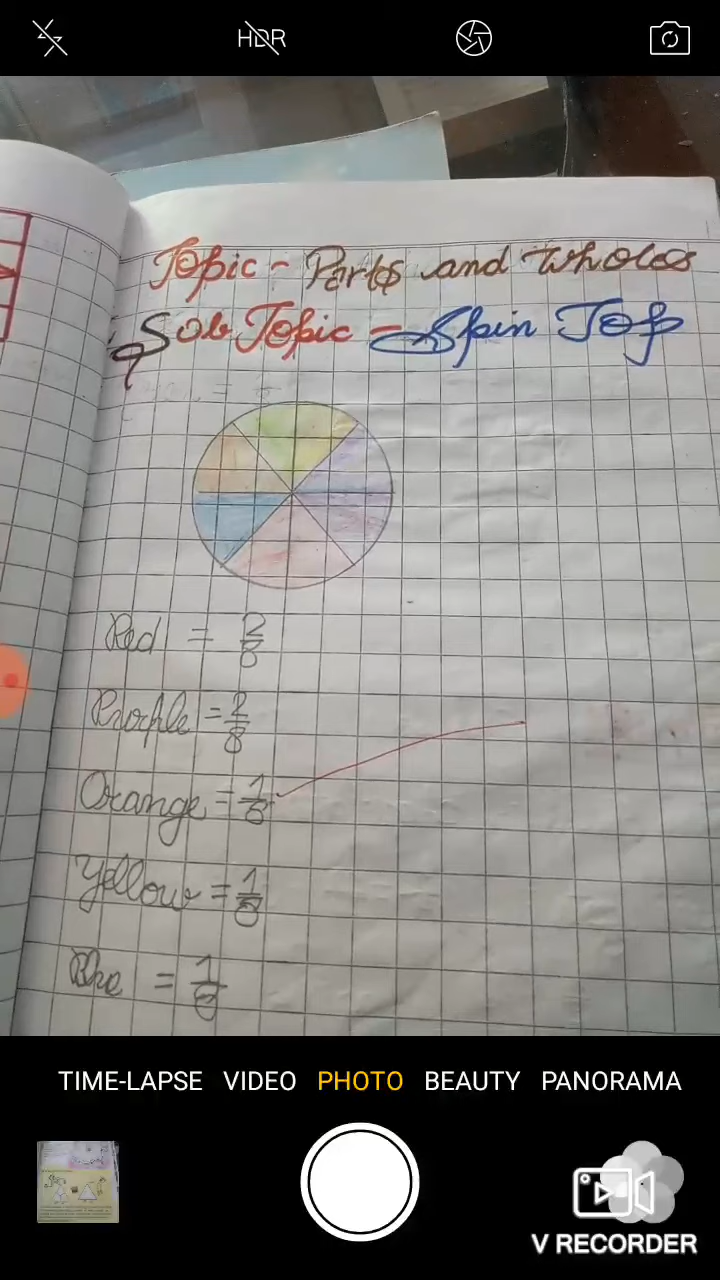 HDR
Topic - Parts and Wholes
Sub Topic - Spin Top
Red = 2/8
Purple = 2/8
Orange = 1/8
Yellow = 1/8
Blue = 1/8
TIME-LAPSE VIDEO PHOTO BEAUTY PANORAMA
V RECORDER